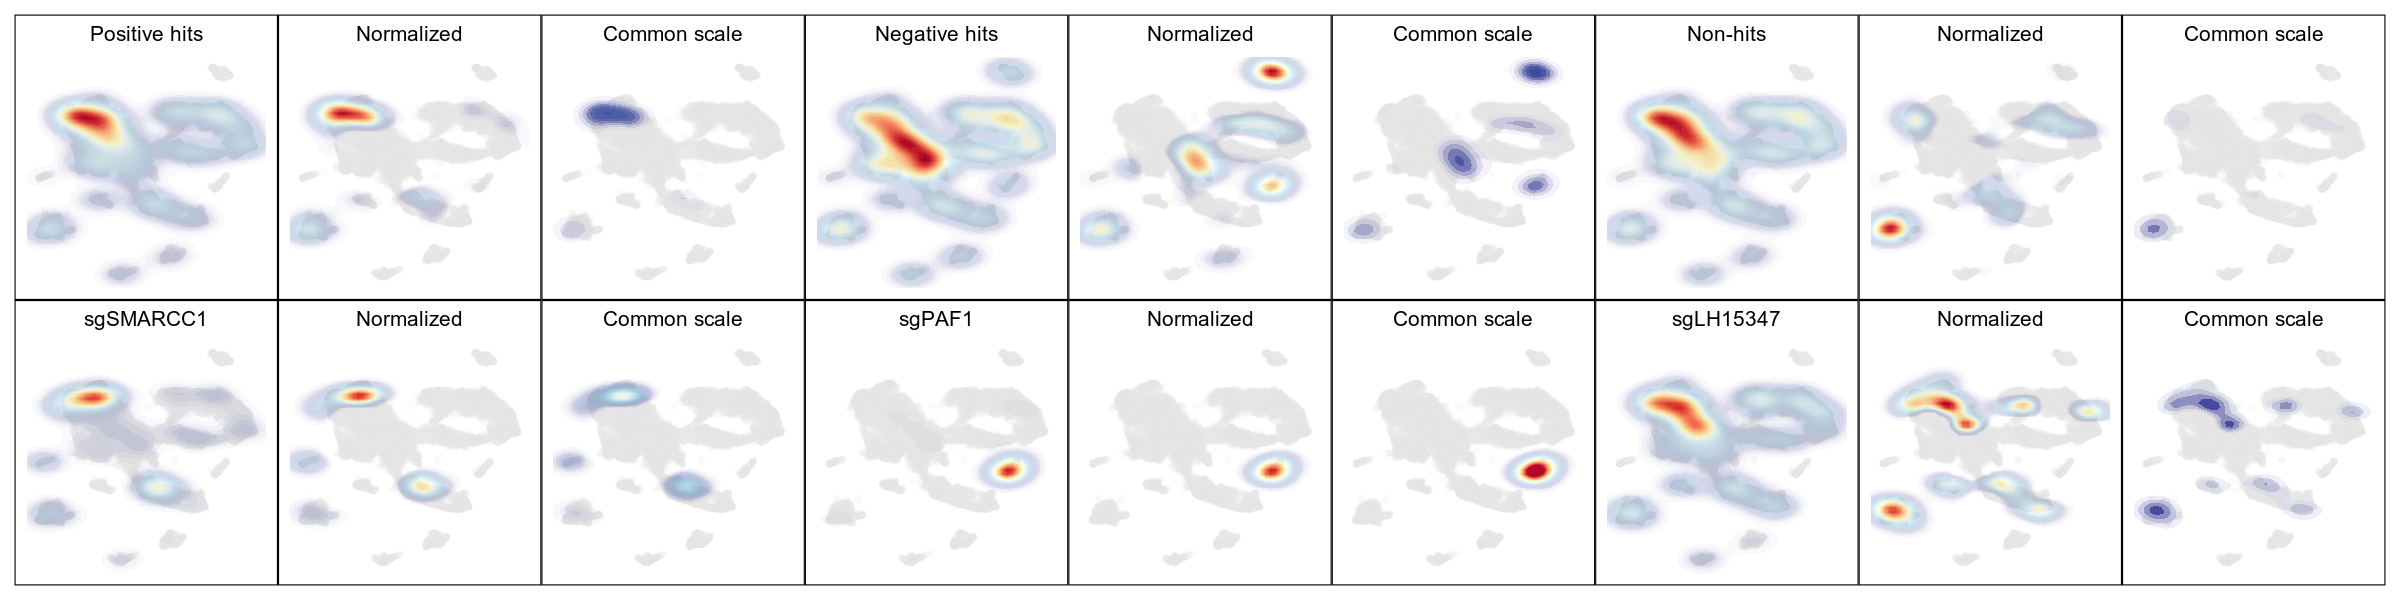 Positive hits
Normalized
Common scale
Negative hits
Normalized
Common scale
Non-hits
Normalized
Common scale
sgSMARCC1
Normalized
Common scale
sgPAF1
Normalized
Common scale
sgLH15347
Normalized
Common scale